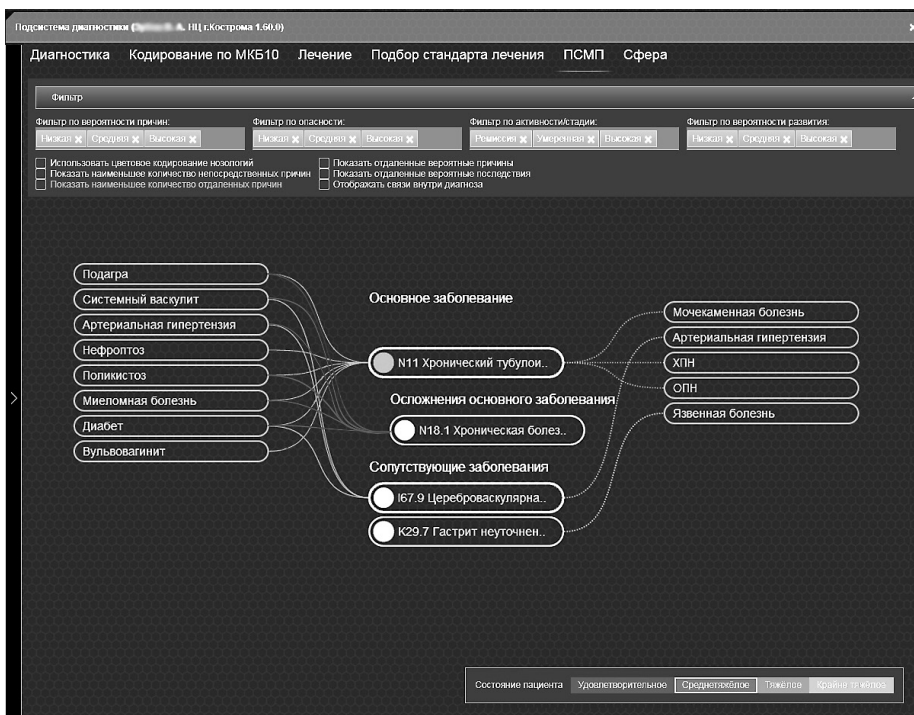 Подсистема диагностики ( А. НЦ г.Кострома 1.60.0)
Диагностика Кодирование по МКБ10 Лечение Подбор стандарта лечения ПСМП Сфера
Фильтр
Фильтр по вероятности причин: Фильтр по опасности: Фильтр по активности/стадии: Фильтр по вероятности развития:
Низкая Средняя Высокая Низкая Средняя Высокая Ремиссия Умеренная Высокая Низкая Средняя Высокая
Использовать цветовое кодирование нозологий Показать отдаленные вероятные причины
Показать наименьшее количество непосредственных причин Показать отдаленные вероятные последствия
Показать наименьшее количество отдаленных причин Отображать связи внутри диагноза
Подагра
Системный васкулит
Артериальная гипертензия
Нефроптоз
Поликистоз
Миеломная болезнь
Диабет
Вульвовагинит
Основное заболевание
N11 Хронический тубулои..
Осложнения основного заболевания
N18.1 Хроническая болез..
Сопутствующие заболевания
I67.9 Цереброваскулярна..
K29.7 Гастрит неуточнен..
Мочекаменная болезнь
Артериальная гипертензия
ХПН
ОПН
Язвенная болезнь
Состояние пациента Удовлетворительное Среднетяжёлое Тяжёлое Крайне тяжёлое